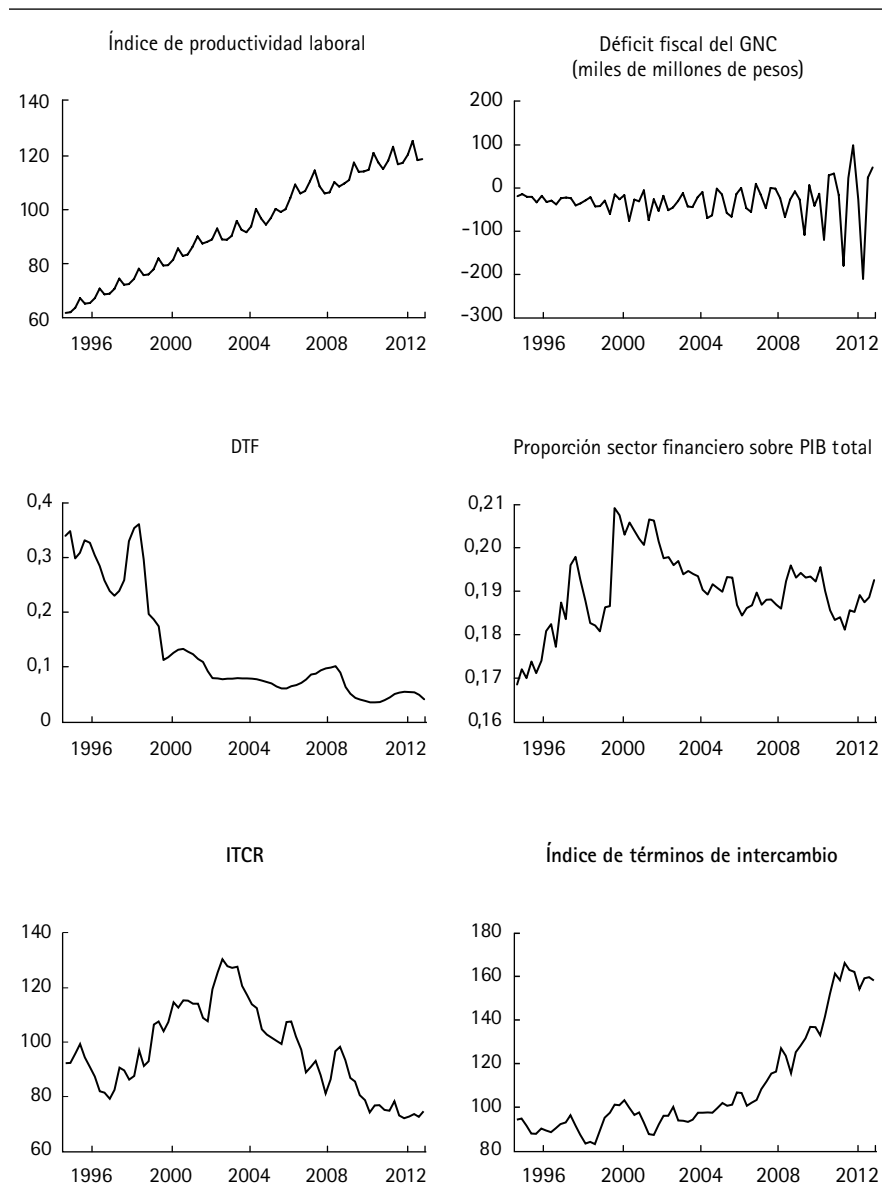 Índice de productividad laboral
140
120
100
80
60
1996 2000 2004 2008 2012
Déficit fiscal del GNC
(miles de millones de pesos)
200
100
0
-100
-200
-300
1996 2000 2004 2008 2012
DTF
0,4
0,3
0,2
0,1
0
1996 2000 2004 2008 2012
Proporción sector financiero sobre PIB total
0,21
0,20
0,19
0,18
0,17
0,16
1996 2000 2004 2008 2012
ITCR
140
120
100
80
60
1996 2000 2004 2008 2012
Índice de términos de intercambio
180
160
140
120
100
80
1996 2000 2004 2008 2012